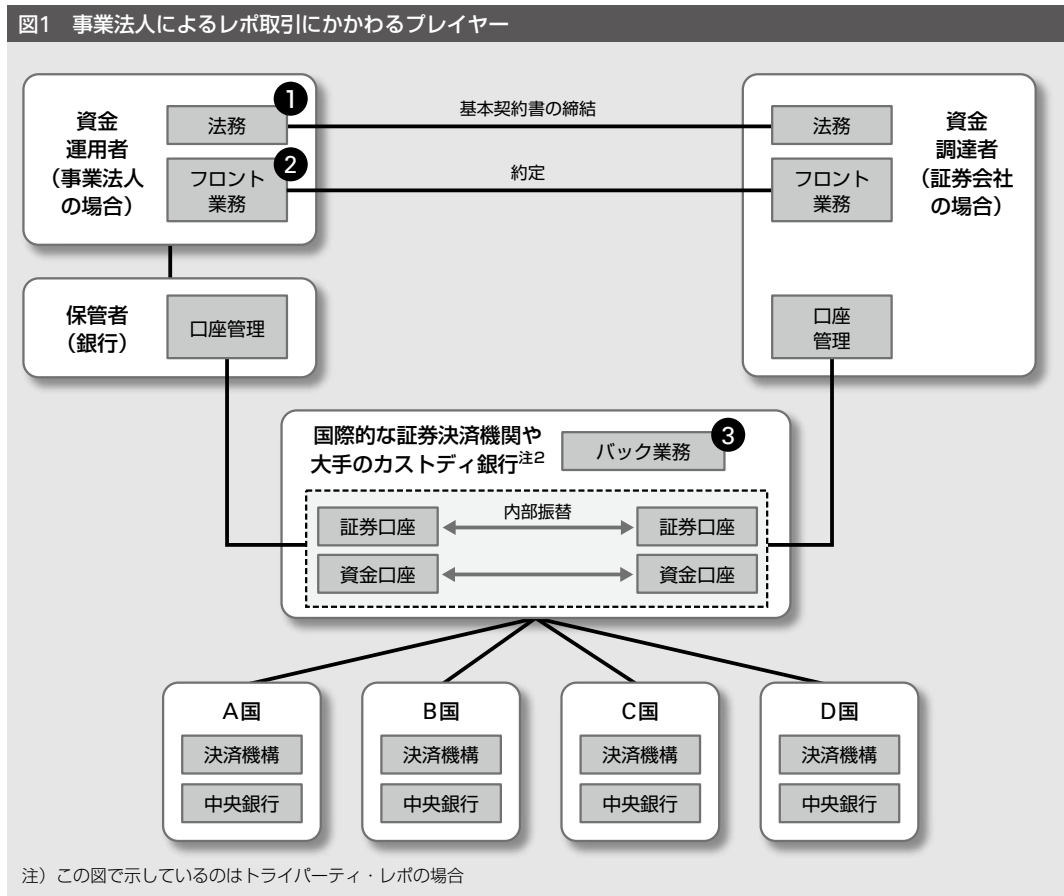 図1 事業法人によるレポ取引にかかわるプレイヤー
資金
運用者
（事業法人
の場合）
❶
法務
❷
フロント
業務
基本契約書の締結
約定
法務
フロント
業務
資金
調達者
（証券会社
の場合）
保管者
（銀行）
口座管理
口座
管理
国際的な証券決済機関や
大手のカストディ銀行注2
バック業務
❸
証券口座
内部振替
証券口座
資金口座
資金口座
A国
決済機構
中央銀行
B国
決済機構
中央銀行
C国
決済機構
中央銀行
D国
決済機構
中央銀行
注）この図で示しているのはトライパーティ・レポの場合